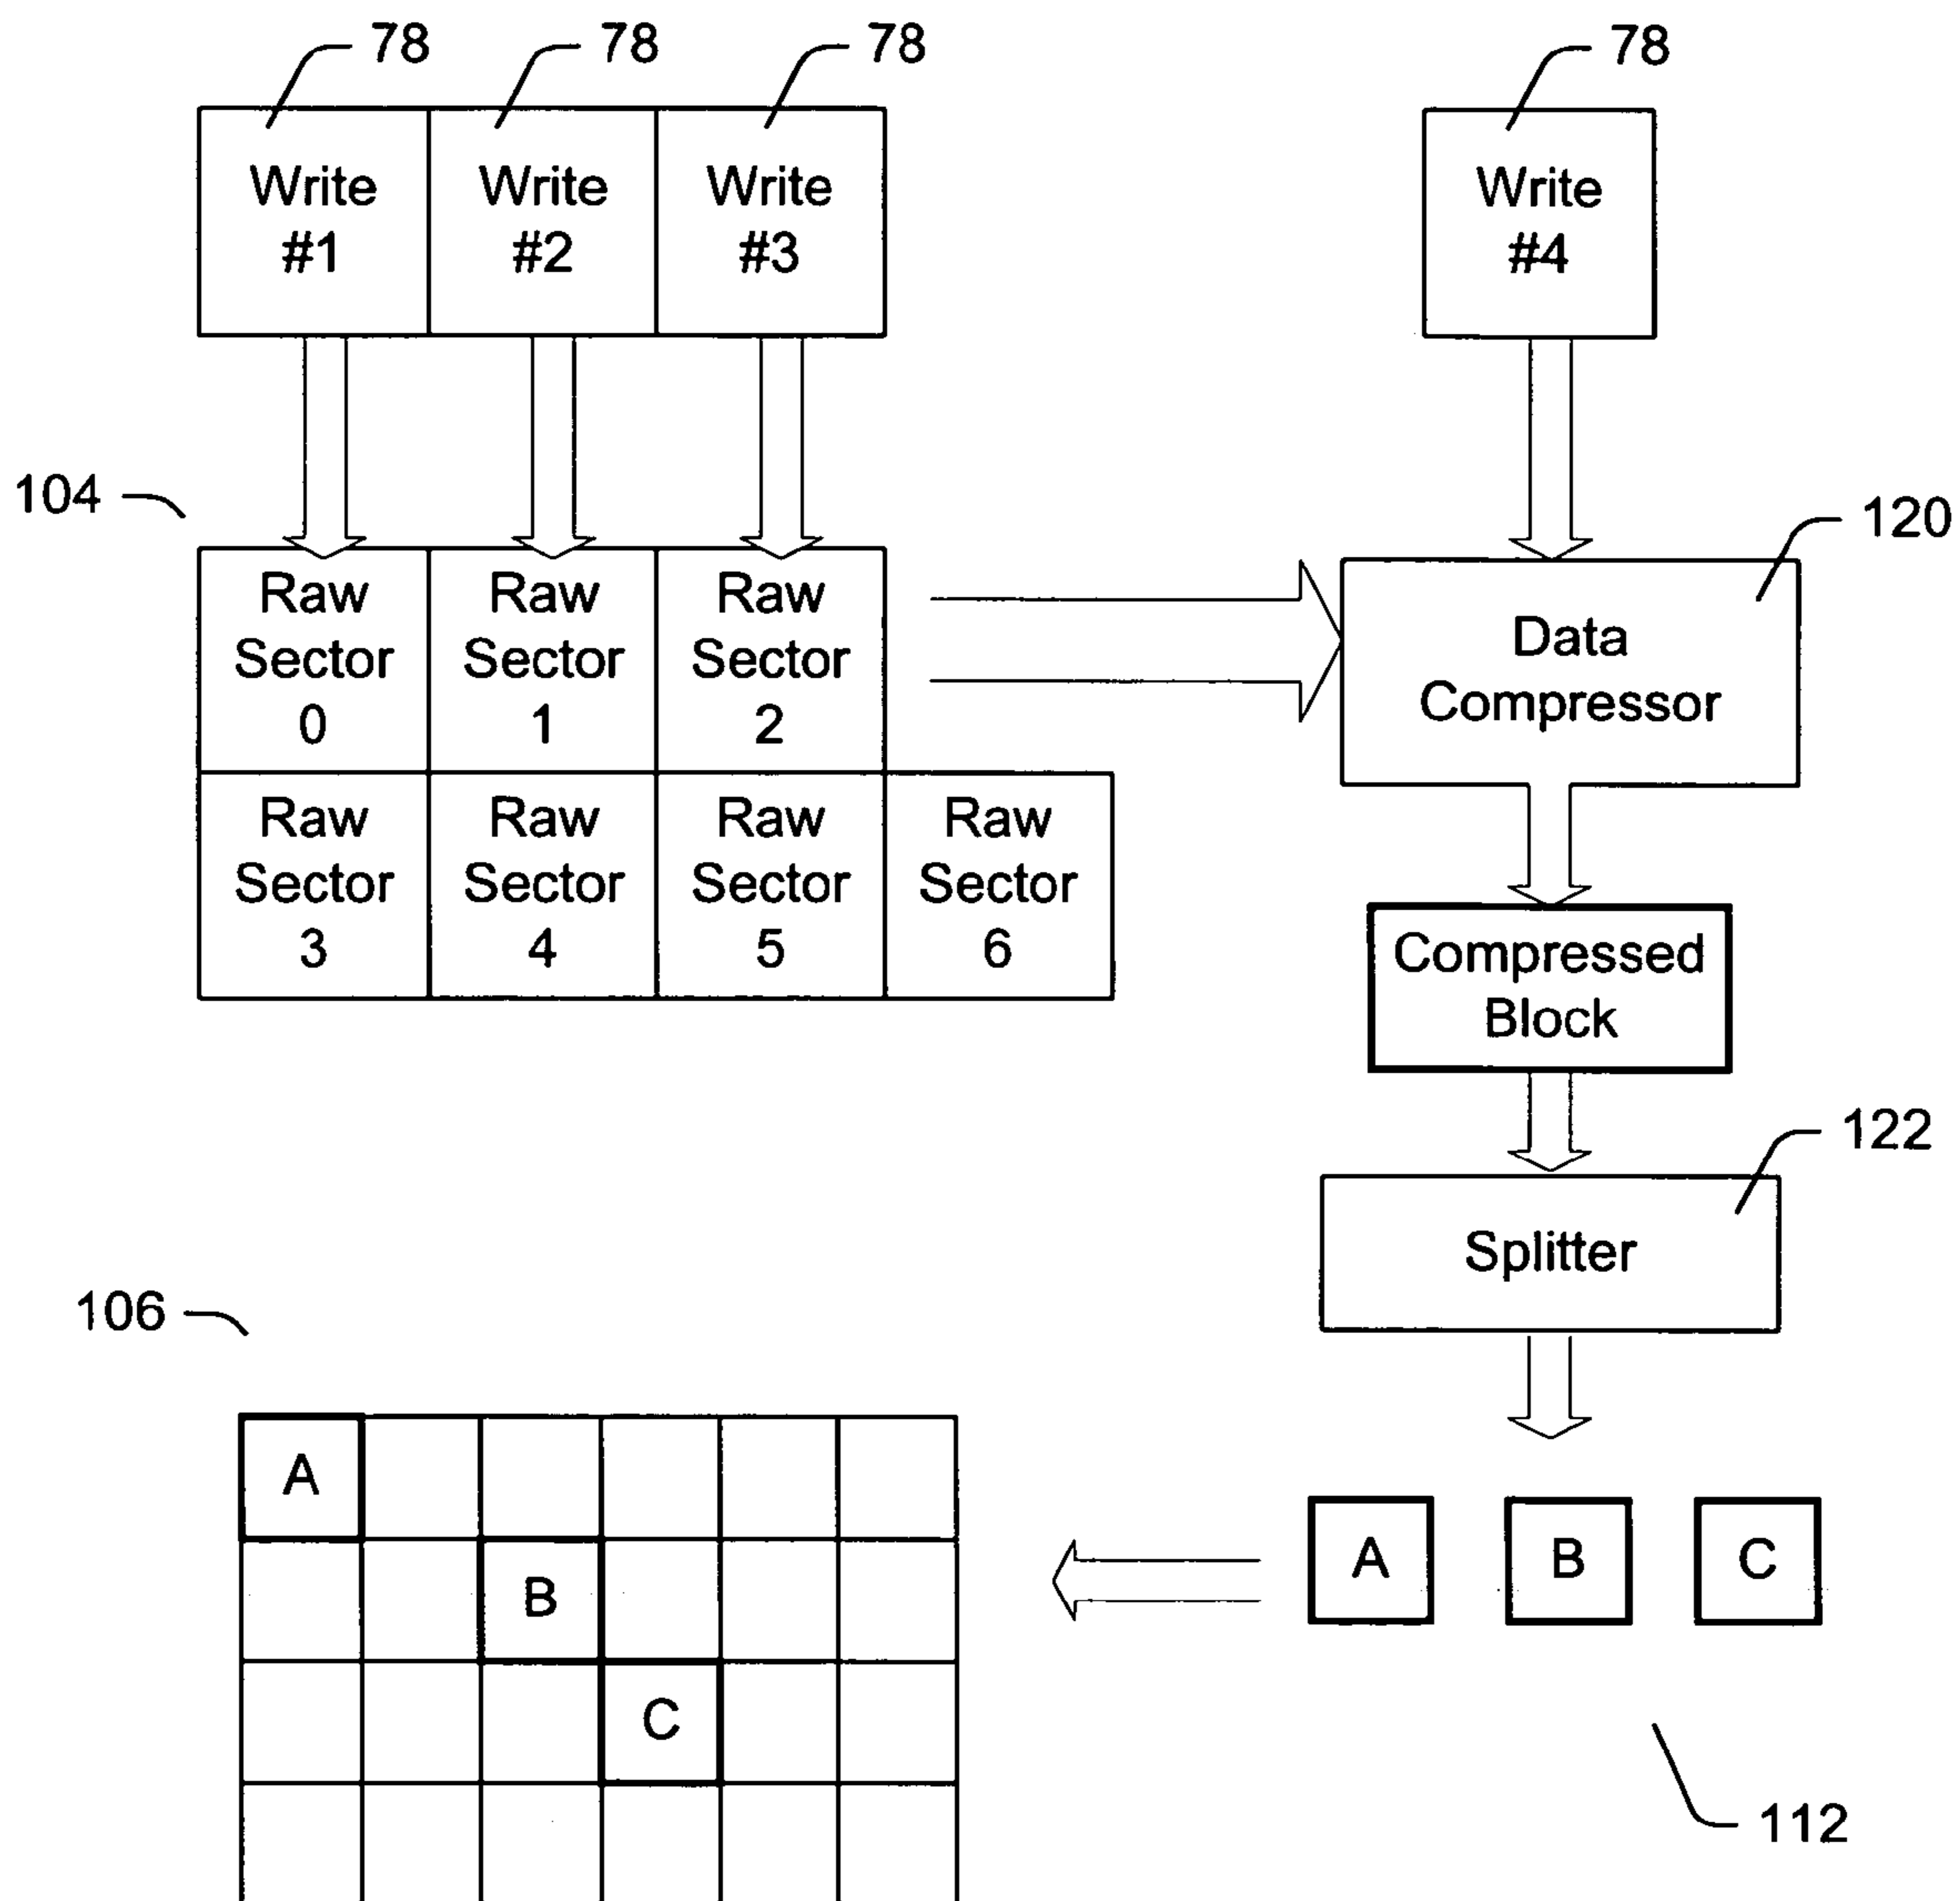 78 78 78 78
Write Write Write Write
#1 #2 #3 #4
104
120
Raw Raw Raw
Sector Sector Sector
0 1 2
Data
Compressor
Raw Raw Raw Raw
Sector Sector Sector Sector
3 4 5 6
Compressed
Block
122
Splitter
106
A
B
C
A B C
112